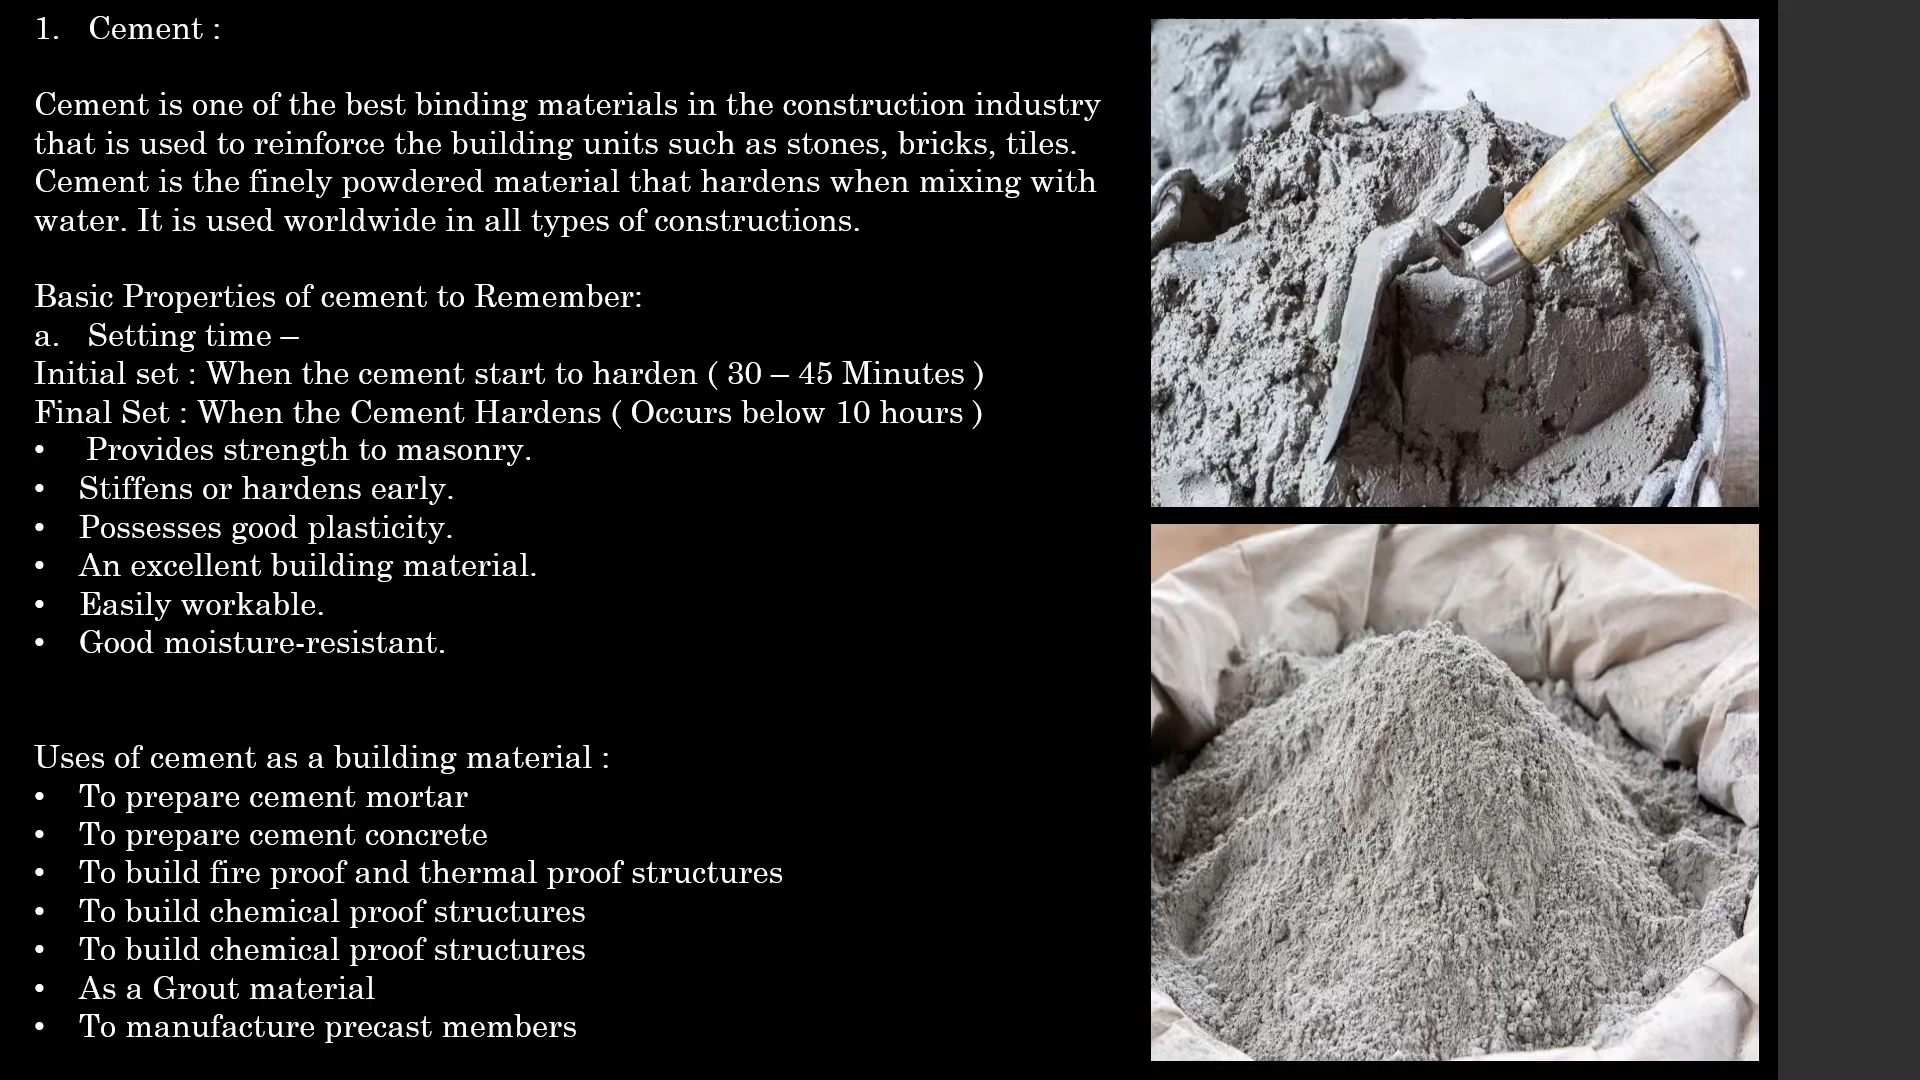 1. Cement :
Cement is one of the best binding materials in the construction industry
that is used to reinforce the building units such as stones, bricks, tiles.
Cement is the finely powdered material that hardens when mixing with
water. It is used worldwide in all types of constructions.
Basic Properties of cement to Remember:
a. Setting time –
Initial set : When the cement start to harden ( 30 – 45 Minutes )
Final Set : When the Cement Hardens ( Occurs below 10 hours )
• Provides strength to masonry.
• Stiffens or hardens early.
• Possesses good plasticity.
• An excellent building material.
• Easily workable.
• Good moisture-resistant.
Uses of cement as a building material :
• To prepare cement mortar
• To prepare cement concrete
• To build fire proof and thermal proof structures
• To build chemical proof structures
• To build chemical proof structures
• As a Grout material
• To manufacture precast members